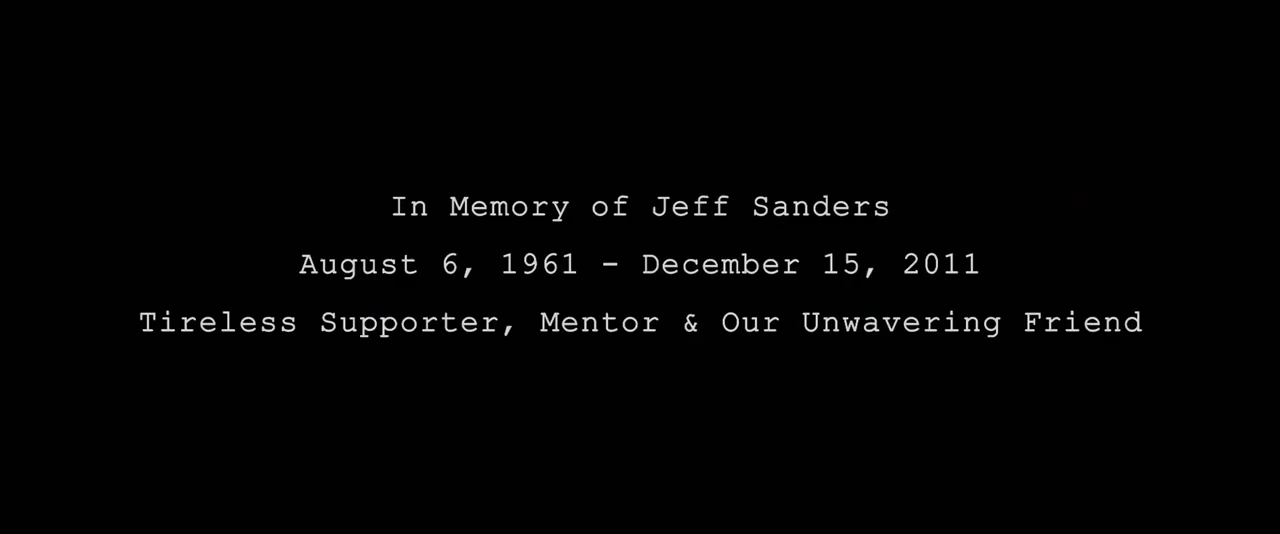 In Memory of Jeff Sanders
August 6, 1961 - December 15, 2011
Tireless Supporter, Mentor & Our Unwavering Friend